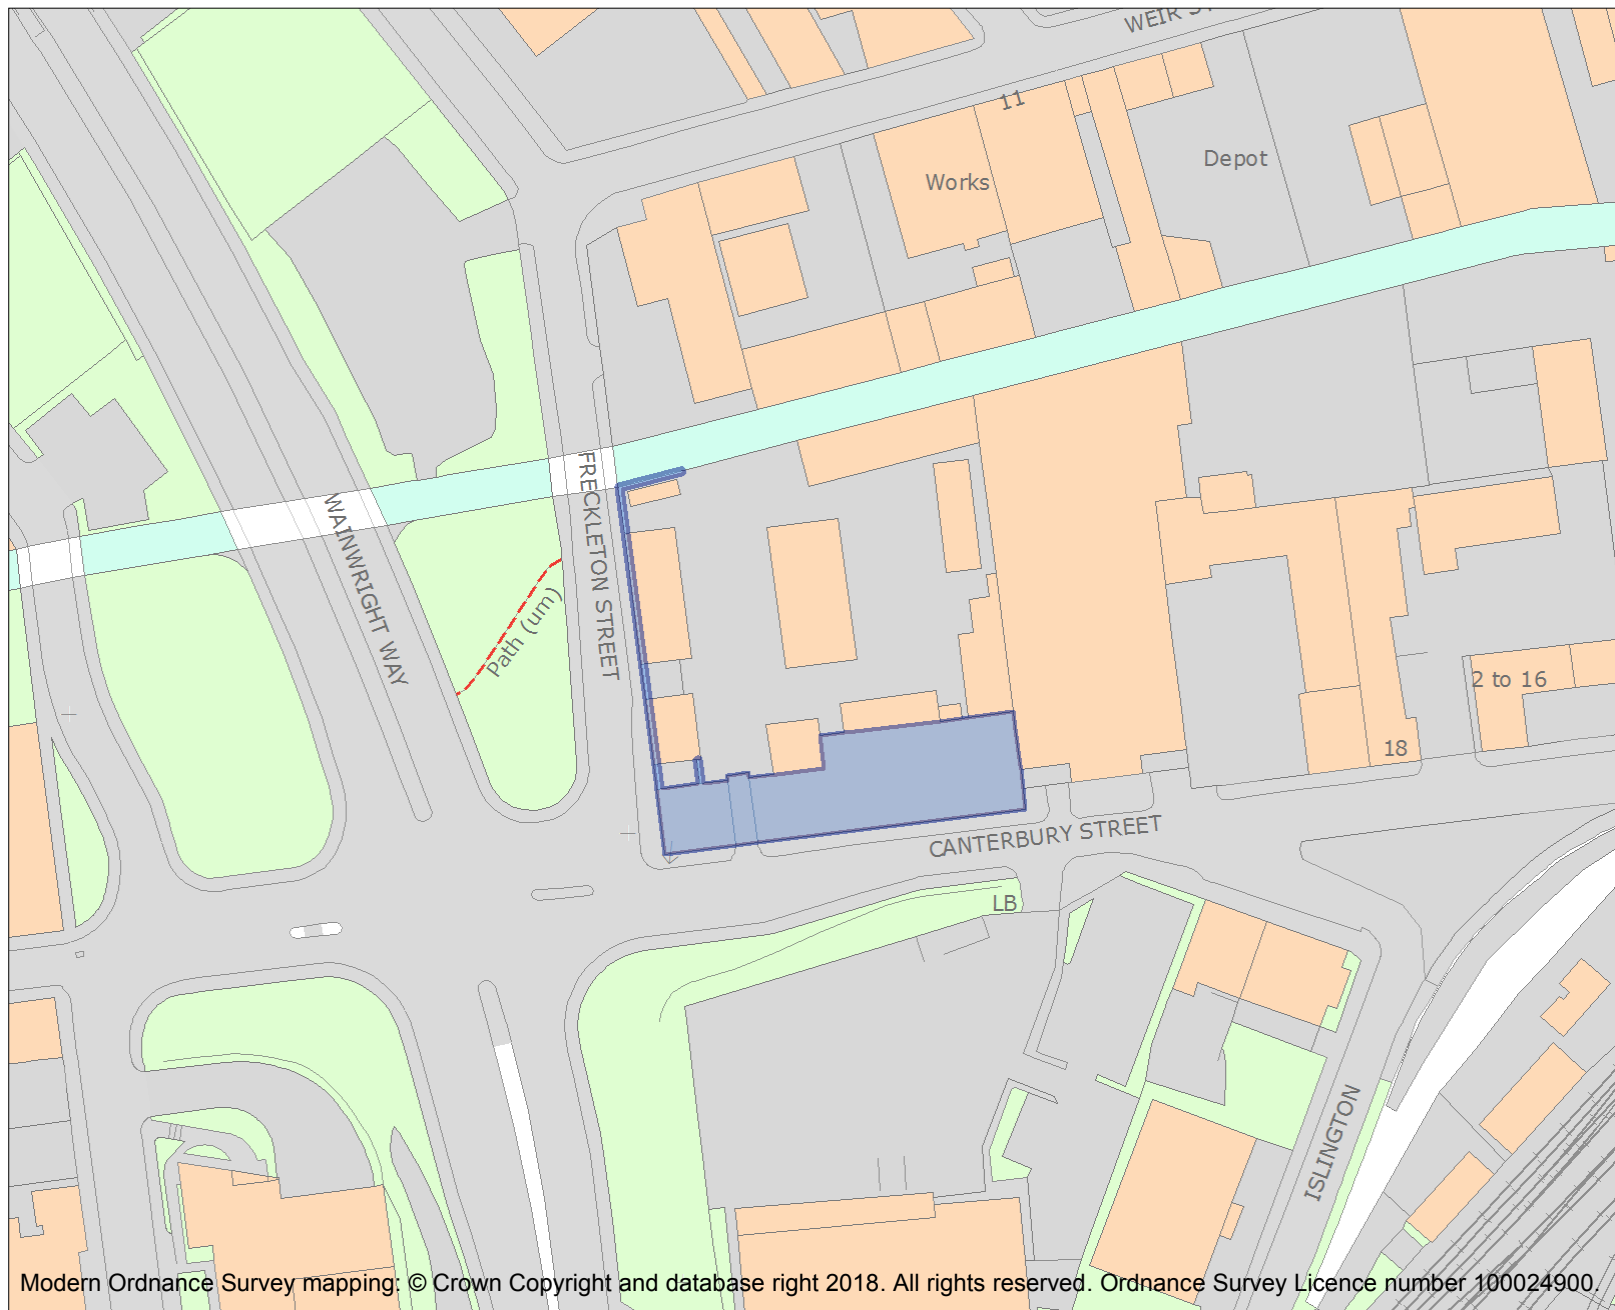 WEIR
11
Works
Depot
FRECKLETON STREET
WAINWRIGHT WAY
Path (um)
2 to 16
18
CANTERBURY STREET
LB
ISLINGTON
Modern Ordnance Survey mapping: © Crown Copyright and database right 2018. All rights reserved. Ordnance Survey Licence number 100024900.